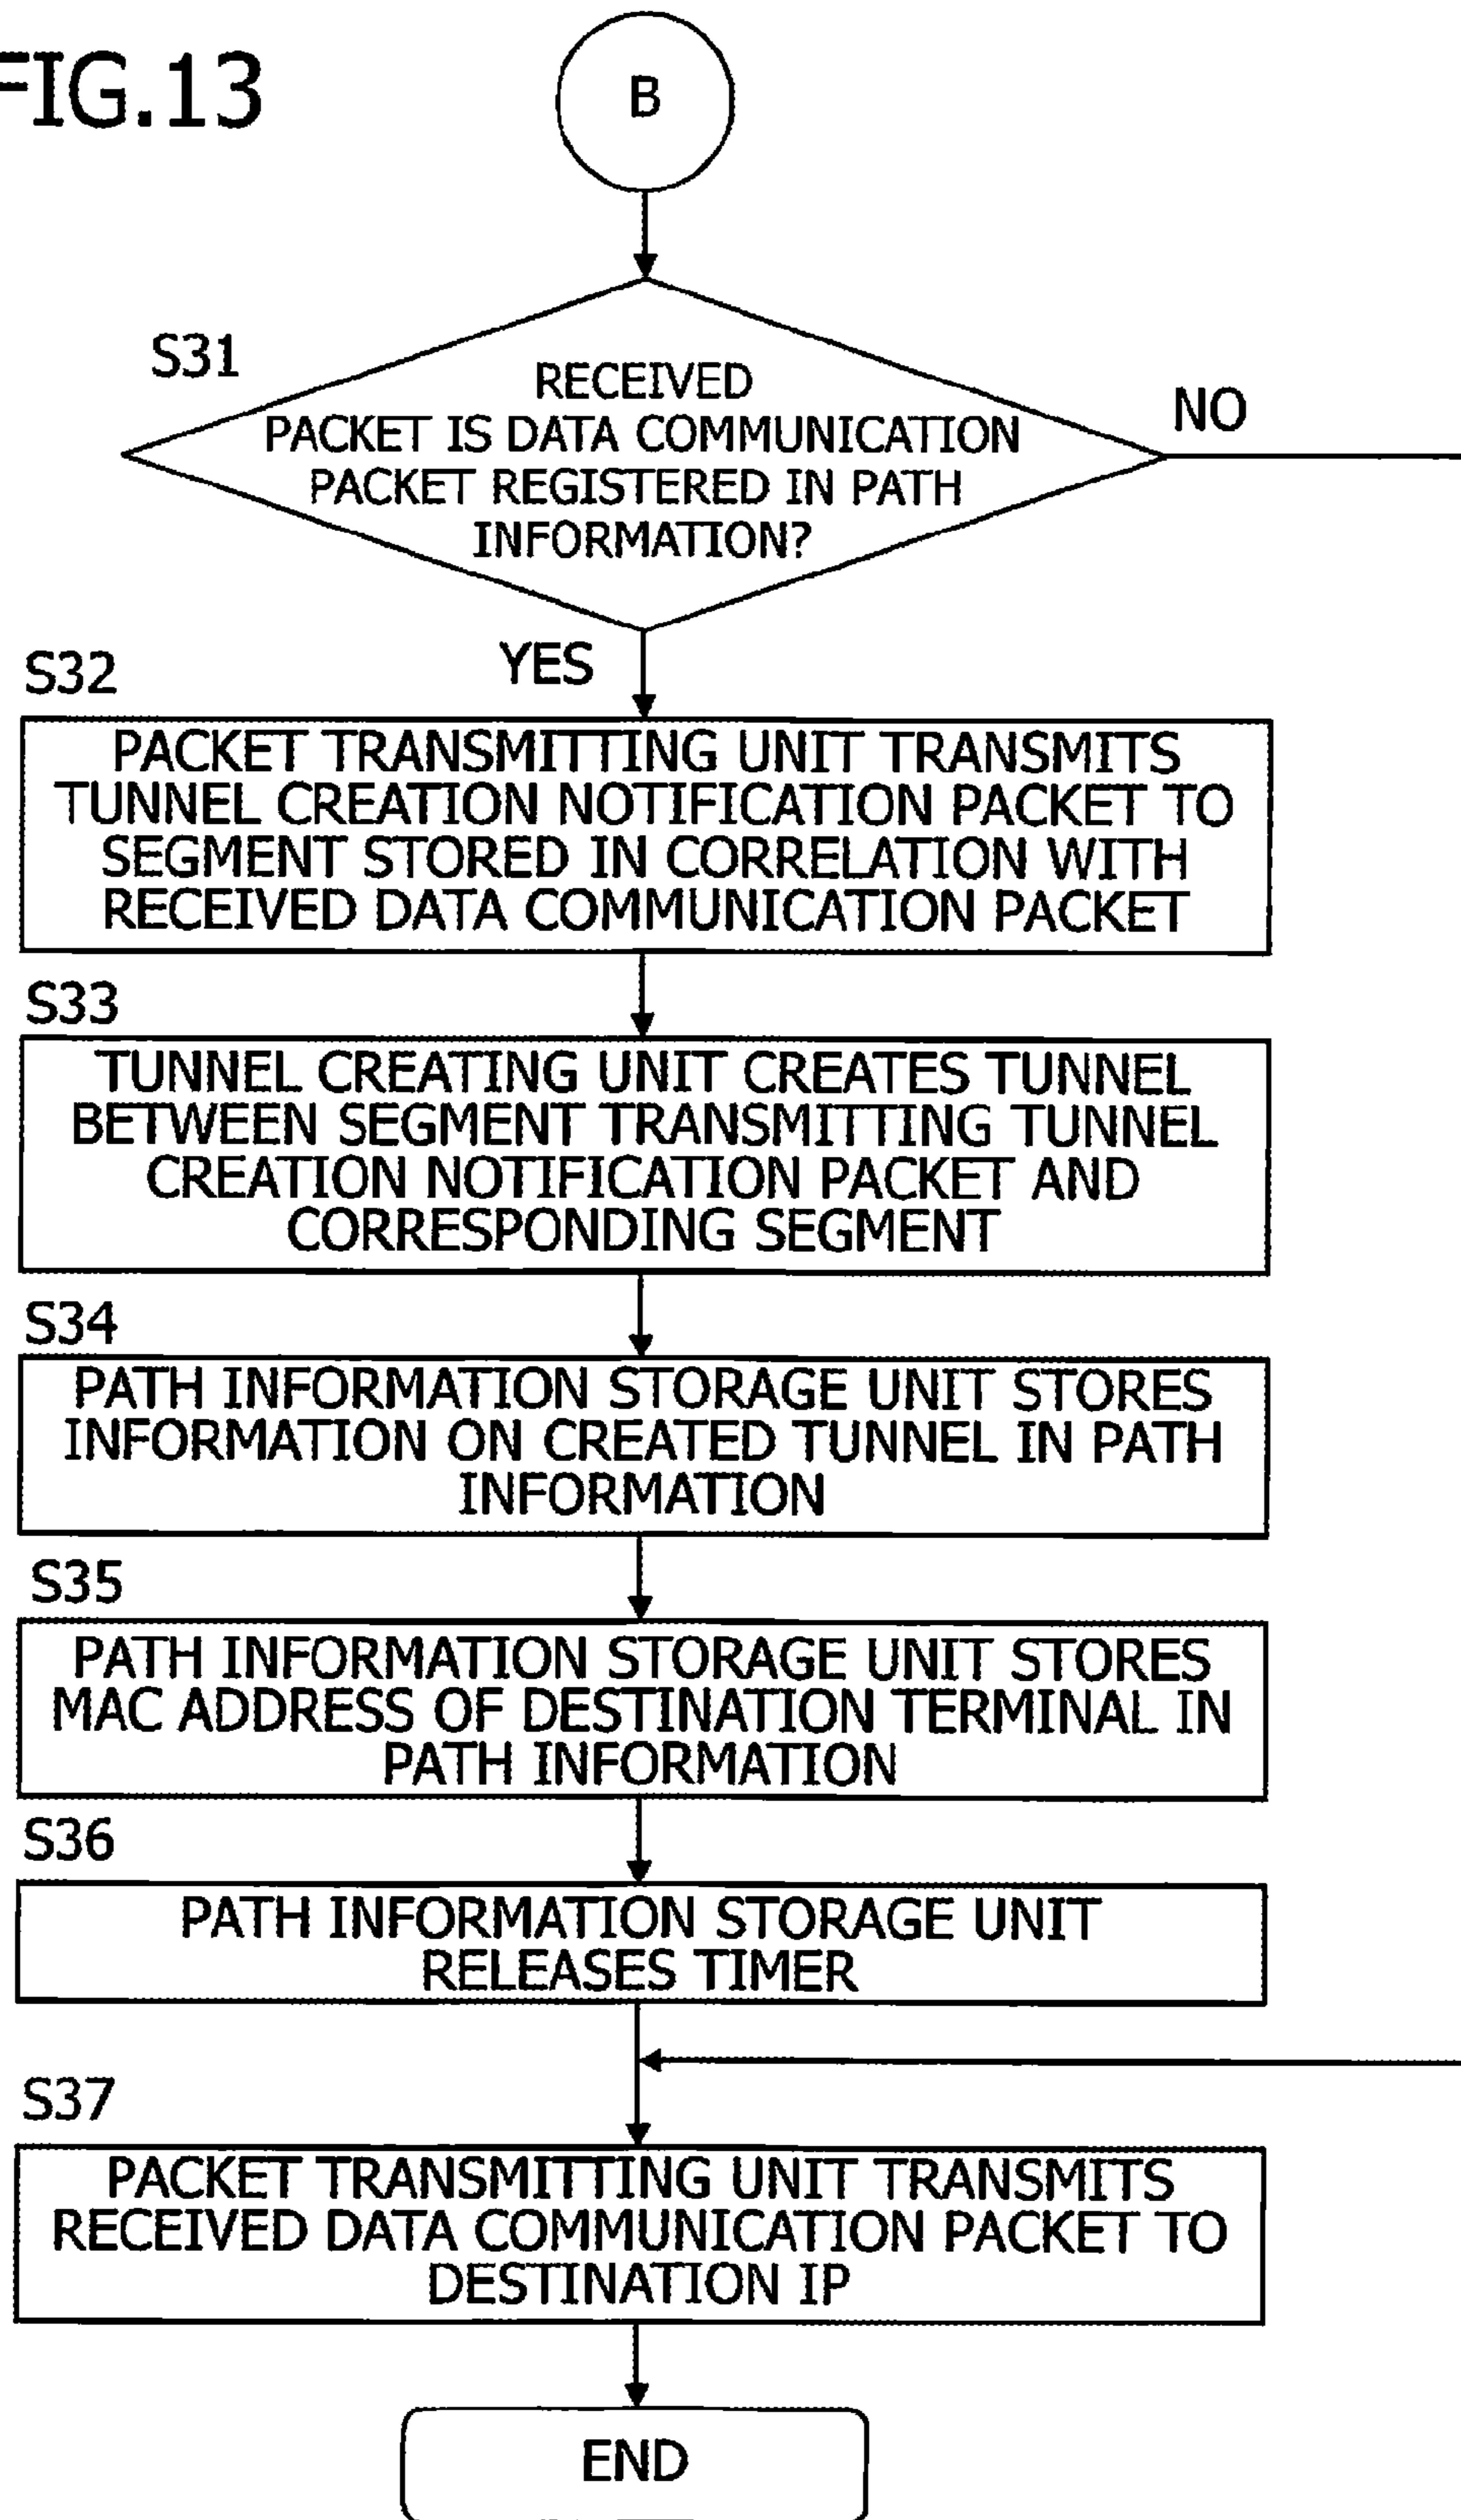 FIG.13
B
S31
RECEIVED
PACKET IS DATA COMMUNICATION
PACKET REGISTERED IN PATH
INFORMATION?
NO
YES
S32
PACKET TRANSMITTING UNIT TRANSMITS
TUNNEL CREATION NOTIFICATION PACKET TO
SEGMENT STORED IN CORRELATION WITH
RECEIVED DATA COMMUNICATION PACKET
S33
TUNNEL CREATING UNIT CREATES TUNNEL
BETWEEN SEGMENT TRANSMITTING TUNNEL
CREATION NOTIFICATION PACKET AND
CORRESPONDING SEGMENT
S34
PATH INFORMATION STORAGE UNIT STORES
INFORMATION ON CREATED TUNNEL IN PATH
INFORMATION
S35
PATH INFORMATION STORAGE UNIT STORES
MAC ADDRESS OF DESTINATION TERMINAL IN
PATH INFORMATION
S36
PATH INFORMATION STORAGE UNIT
RELEASES TIMER
S37
PACKET TRANSMITTING UNIT TRANSMITS
RECEIVED DATA COMMUNICATION PACKET TO
DESTINATION IP
END